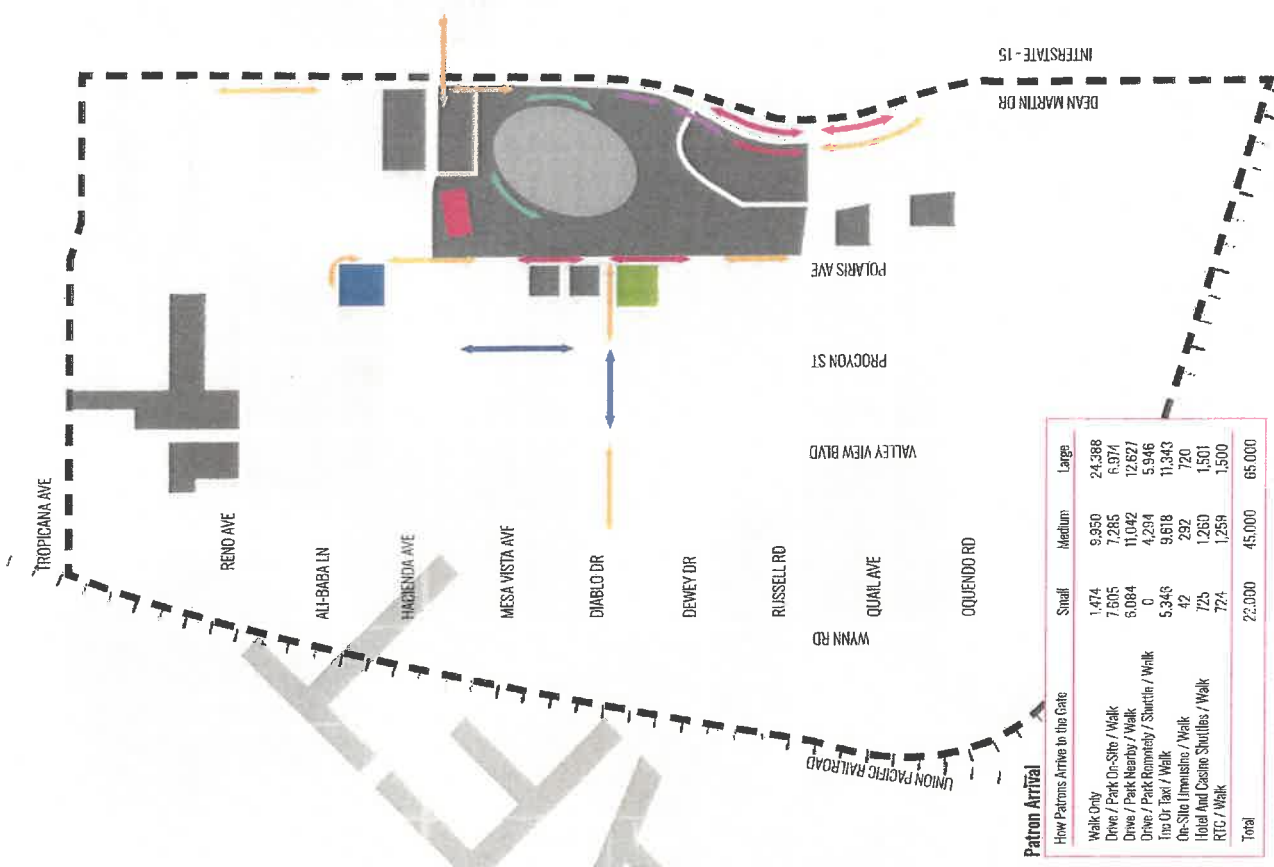 TROPICANA AVE
INTERSTATE - 15
DEAN MARTIN DR
RENO AVE
ALI-BABA LN
HACIENDA AVE
MESA VISTA AVE
DIABLO DR
DEWEY DR
RUSSELL RD
QUAIL AVE
OQUENDO RD
POLARIS AVE
PROCYON ST
VALLEY VIEW BLVD
WYNN RD
UNION PACIFIC RAILROAD
Patron Arrival
How Patrons Arrive to the Gate Small Medium Large
Walk Only 1,474 9,950 24,388
Drive / Park On-Site / Walk 7,605 7,285 6,974
Drive / Park Nearby / Walk 6,084 11,042 12,627
Drive / Park Remotely / Shuttle / Walk 0 4,294 5,946
Tnc Or Taxi / Walk 5,346 9,618 11,343
On-Site Limousine / Walk 42 292 720
Hotel And Casino Shuttles / Walk 725 1,260 1,501
RTC / Walk 724 1,259 1,500
Total 22,000 45,000 65,000